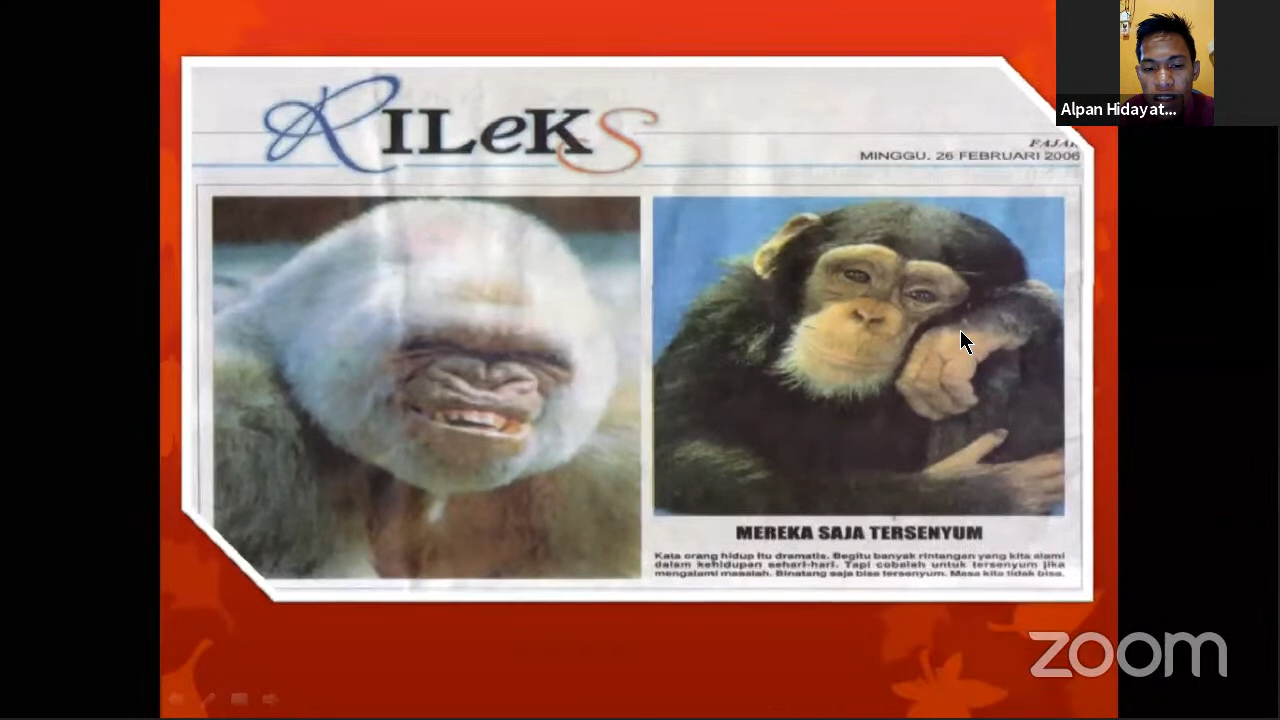 RILeKS
FAJAR
MINGGU, 26 FEBRUARI 2006
MEREKA SAJA TERSENYUM
Kata orang hidup itu dramatis. Begitu banyak rintangan yang kita alami
dalam kehidupan sehari-hari. Tapi cobalah untuk tersenyum jika
mengalami masalah. Binatang saja bisa tersenyum. Masa kita tidak bisa.
Alpan Hidayat...
zoom